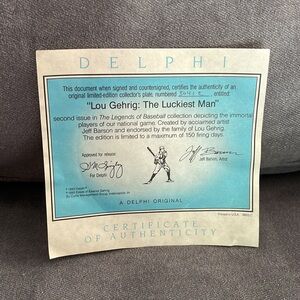 DELPHI
This document when signed and countersigned, certifies the authenticity of an
original limited-edition collector's plate, numbered entitled:
"Lou Gehrig: The Luckiest Man"
second issue in The Legends of Baseball collection depicting the immortal
players of our national game. Created by acclaimed artist
Jeff Barson and endorsed by the family of Lou Gehrig.
The edition is limited to a maximum of 150 firing days.
Approved for release:
For Delphi
Jeff Barson, Artist
A DELPHI ORIGINAL
CERTIFICATE
OF AUTHENTICITY